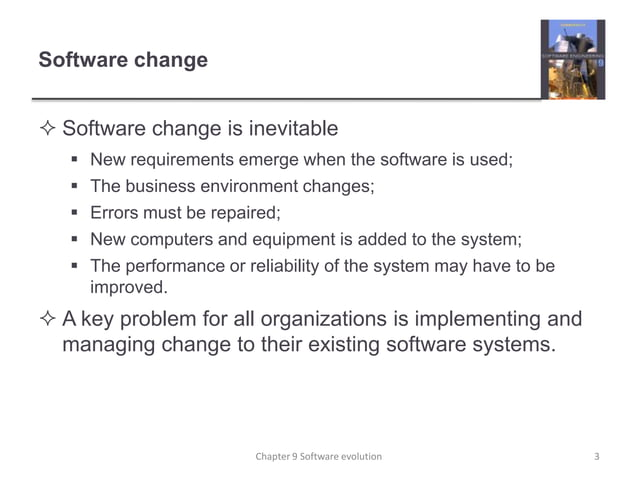 Software change
SOFTWARE ENGINEERING
9
✧ Software change is inevitable
▪ New requirements emerge when the software is used;
▪ The business environment changes;
▪ Errors must be repaired;
▪ New computers and equipment is added to the system;
▪ The performance or reliability of the system may have to be
improved.
✧ A key problem for all organizations is implementing and
managing change to their existing software systems.
Chapter 9 Software evolution
3